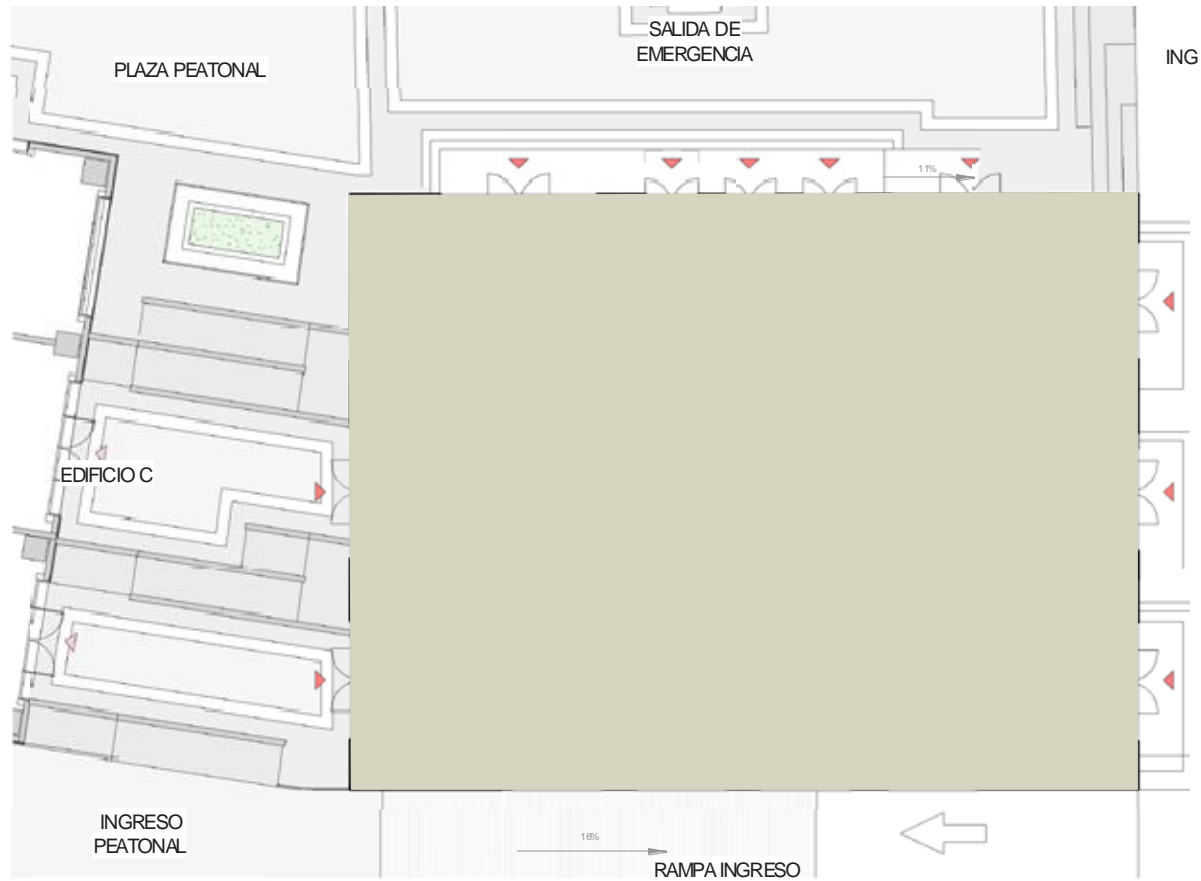 SALIDA DE
EMERGENCIA
PLAZA PEATONAL
ING
11%
EDIFICIO C
INGRESO
PEATONAL
16%
RAMPA INGRESO